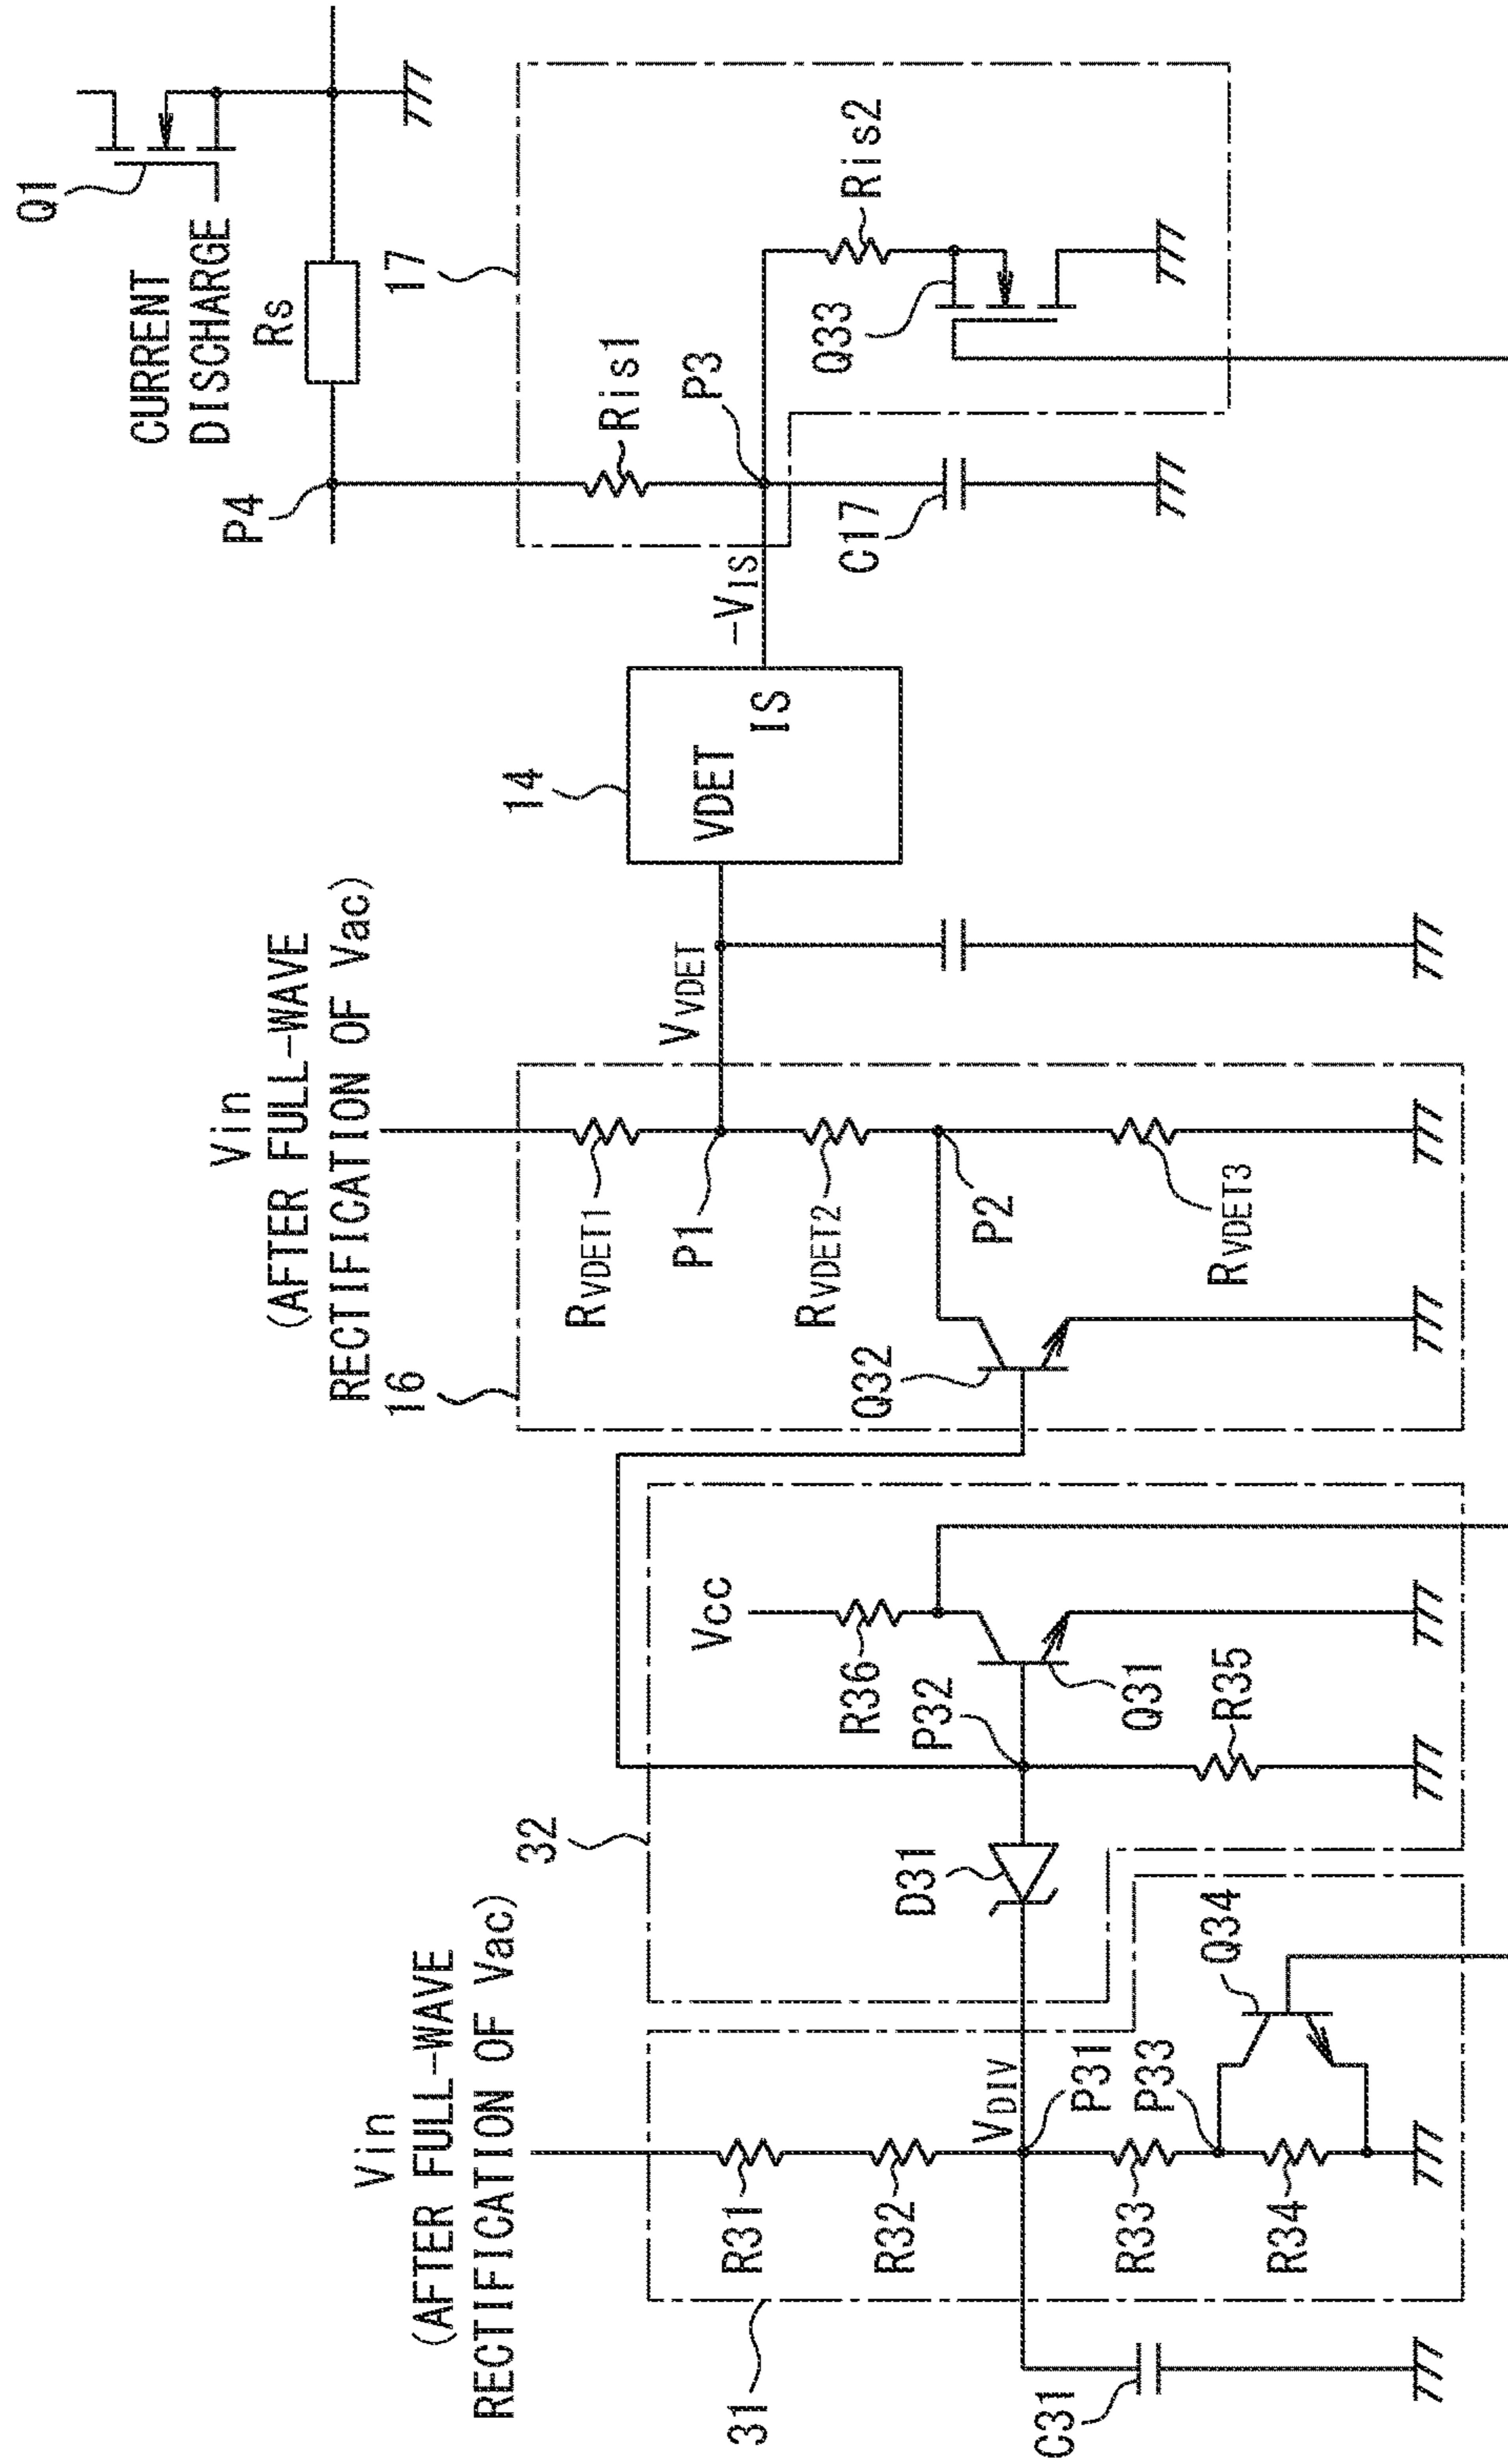 Vin
(AFTER FULL-WAVE
RECTIFICATION OF Vac)
31
R31
R32
VDIV
P31
P33
R33
R34
Q34
C31
32
D31
P32
Vcc
R36
Q31
R35
Vin
(AFTER FULL-WAVE
RECTIFICATION OF Vac)
16
RVDET1
P1
RVDET2
P2
RVDET3
Q32
VVDET
14
VDET
IS
-VIS
P4
CURRENT
DISCHARGE
Rs
Q1
17
Ris1
P3
Ris2
Q33
C17